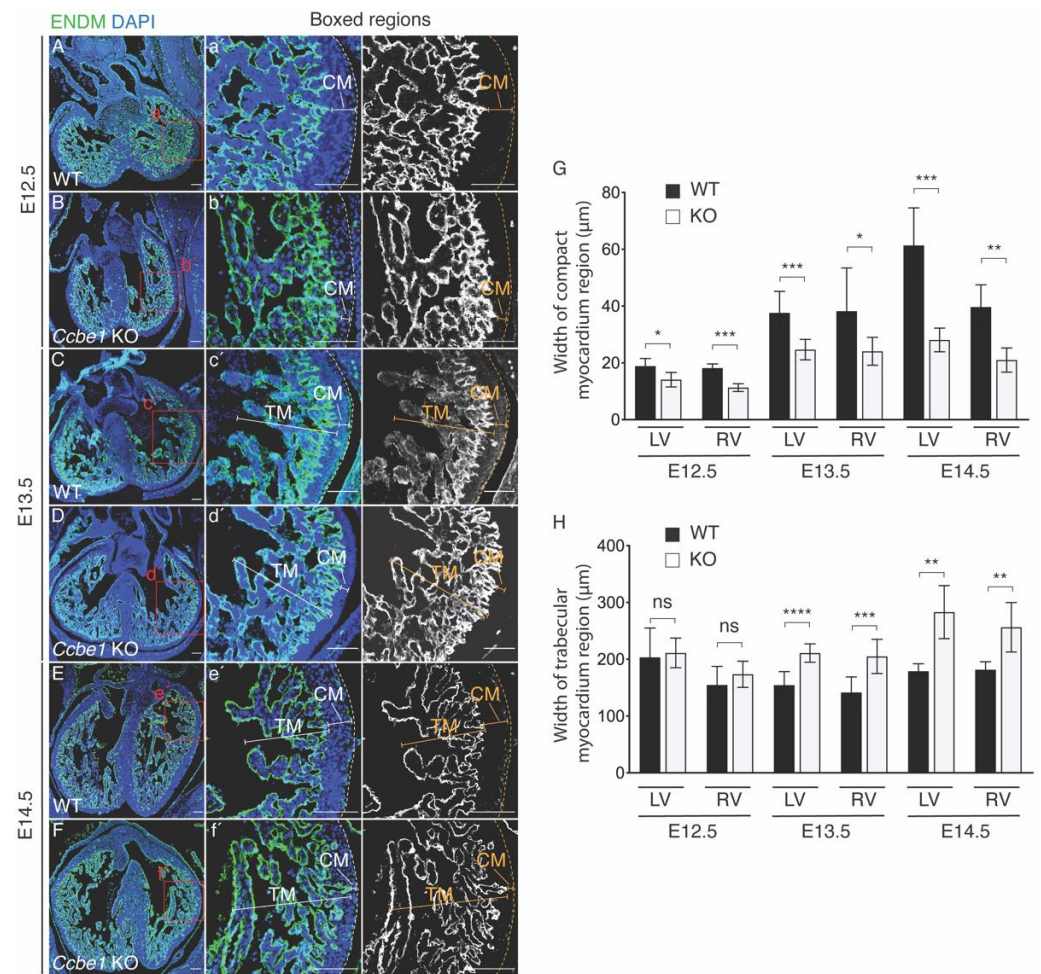 ENDM DAPI
Boxed regions
E12.5
A
a
WT
a´
CM
CM
B
b
Ccbe1 KO
b´
CM
CM
E13.5
C
c
WT
c´
TM
CM
TM
CM
D
d
Ccbe1 KO
d´
TM
CM
TM
CM
E14.5
E
e
WT
e´
TM
CM
TM
CM
F
f
Ccbe1 KO
f´
TM
CM
TM
CM
G
WT
KO
Width of compact
myocardium region (µm)
80
60
40
20
0
*
***
***
*
***
**
LV RV LV RV LV RV
E12.5 E13.5 E14.5
H
WT
KO
Width of trabecular
myocardium region (µm)
400
300
200
100
0
ns
ns
****
***
**
**
LV RV LV RV LV RV
E12.5 E13.5 E14.5